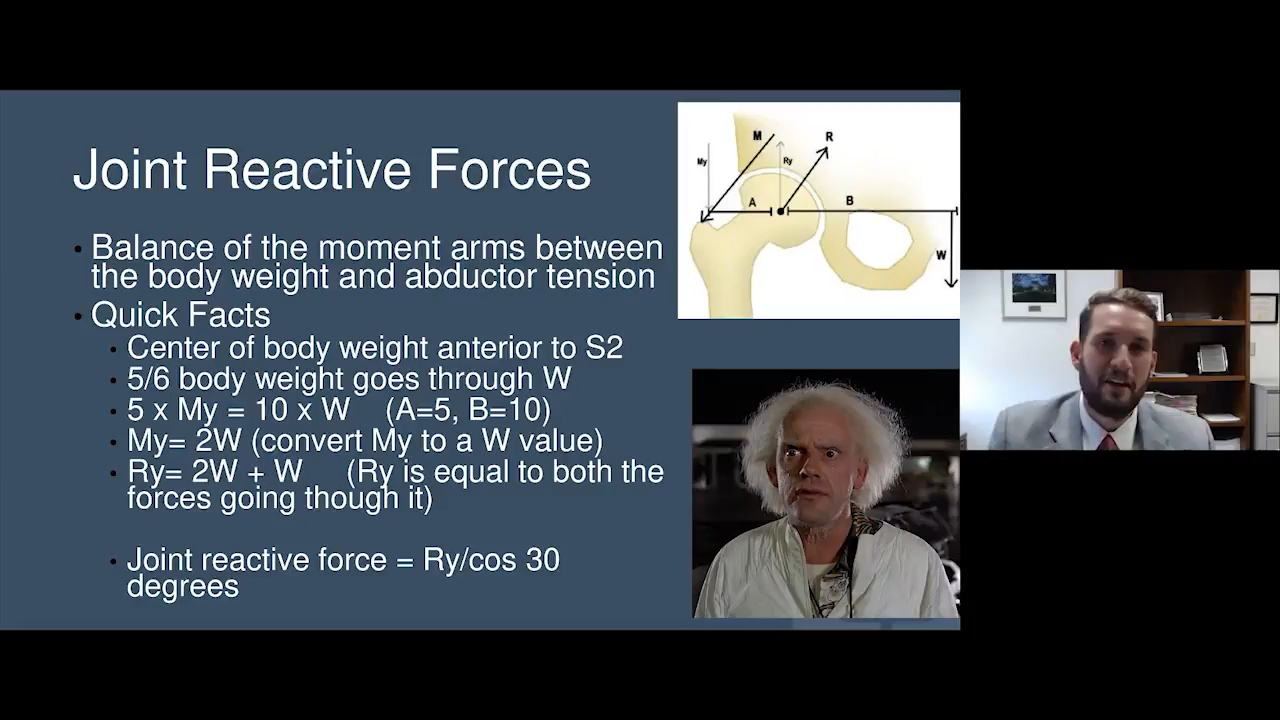 Joint Reactive Forces
• Balance of the moment arms between
the body weight and abductor tension
• Quick Facts
• Center of body weight anterior to S2
• 5/6 body weight goes through W
• 5 x My = 10 x W (A=5, B=10)
• My= 2W (convert My to a W value)
• Ry= 2W + W (Ry is equal to both the
forces going though it)
• Joint reactive force = Ry/cos 30
degrees
M
R
My
Ry
A
B
W